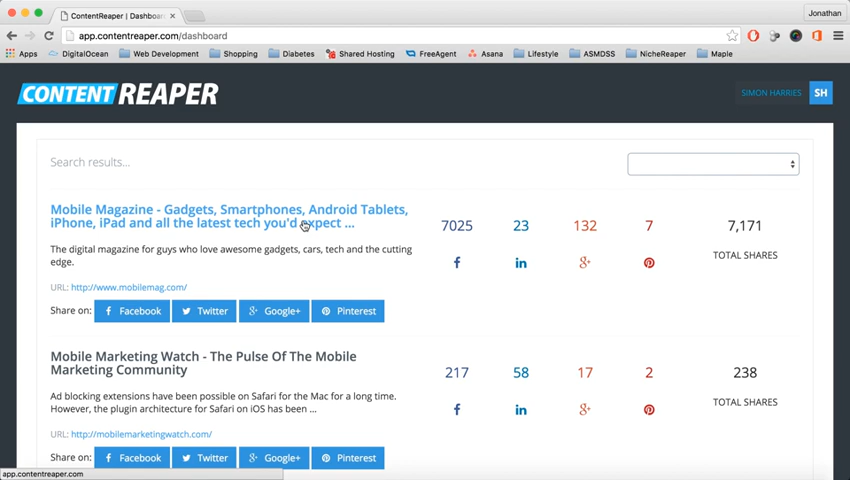 ContentReaper | Dashboard
Jonathan
app.contentreaper.com/dashboard
Apps DigitalOcean Web Development Shopping Diabetes Shared Hosting FreeAgent Asana Lifestyle ASMDSS NicheReaper Maple
CONTENT REAPER
SIMON HARRIES SH
Search results...
Mobile Magazine - Gadgets, Smartphones, Android Tablets,
iPhone, iPad and all the latest tech you'd expect ...
7025 23 132 7 7,171
TOTAL SHARES
The digital magazine for guys who love awesome gadgets, cars, tech and the cutting
edge.
URL: http://www.mobilemag.com/
Share on: Facebook Twitter Google+ Pinterest
Mobile Marketing Watch - The Pulse Of The Mobile
Marketing Community
217 58 17 2 238
TOTAL SHARES
Ad blocking extensions have been possible on Safari for the Mac for a long time.
However, the plugin architecture for Safari on iOS has been ...
URL: http://mobilemarketingwatch.com/
Share on: Facebook Twitter Google+ Pinterest
app.contentreaper.com